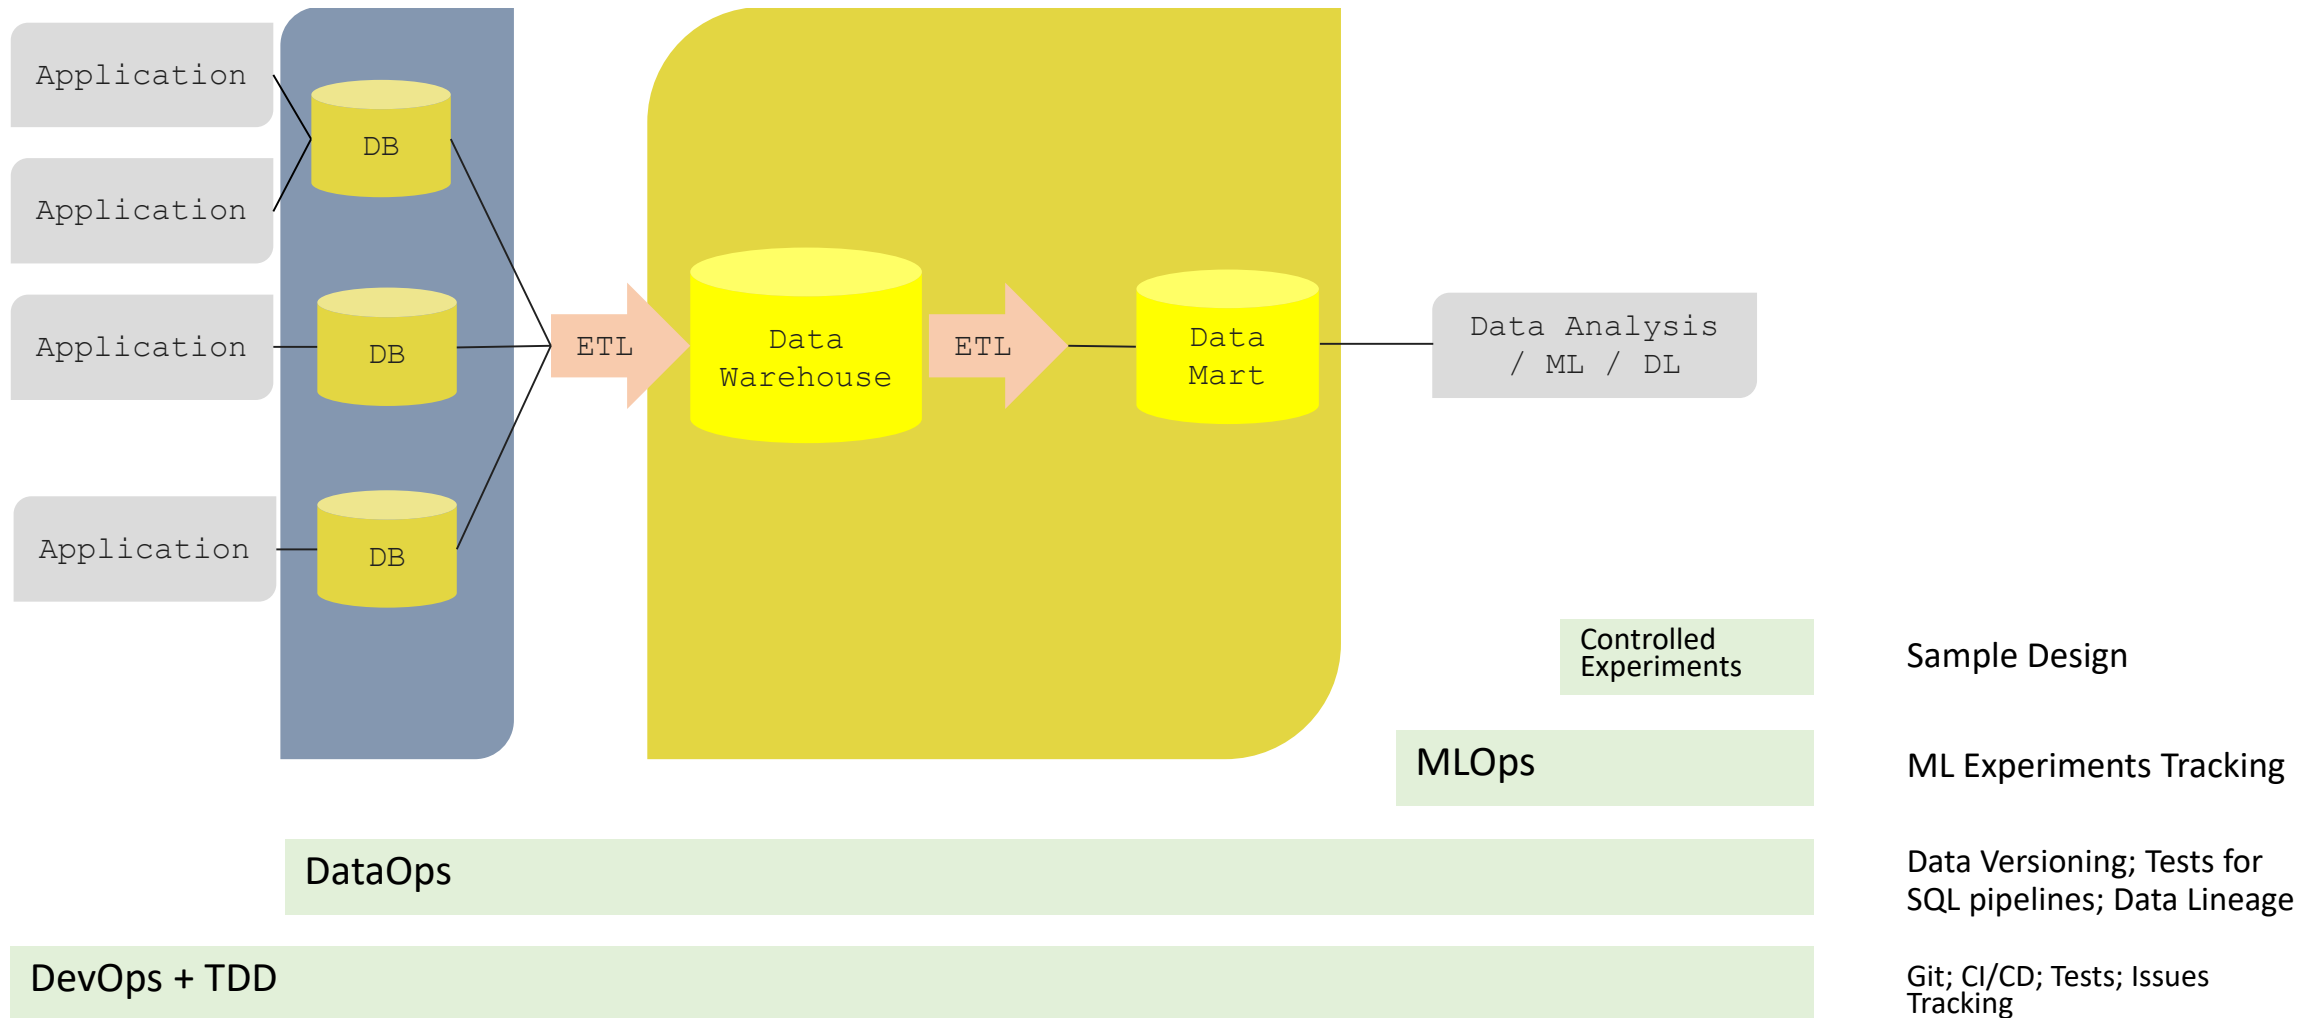 Application
DB
Application
Application
DB
ETL
Data
Warehouse
ETL
Data
Mart
Data Analysis
/ ML / DL
Application
DB
Controlled
Experiments
Sample Design
MLOps
ML Experiments Tracking
DataOps
Data Versioning; Tests for
SQL pipelines; Data Lineage
DevOps + TDD
Git; CI/CD; Tests; Issues
Tracking